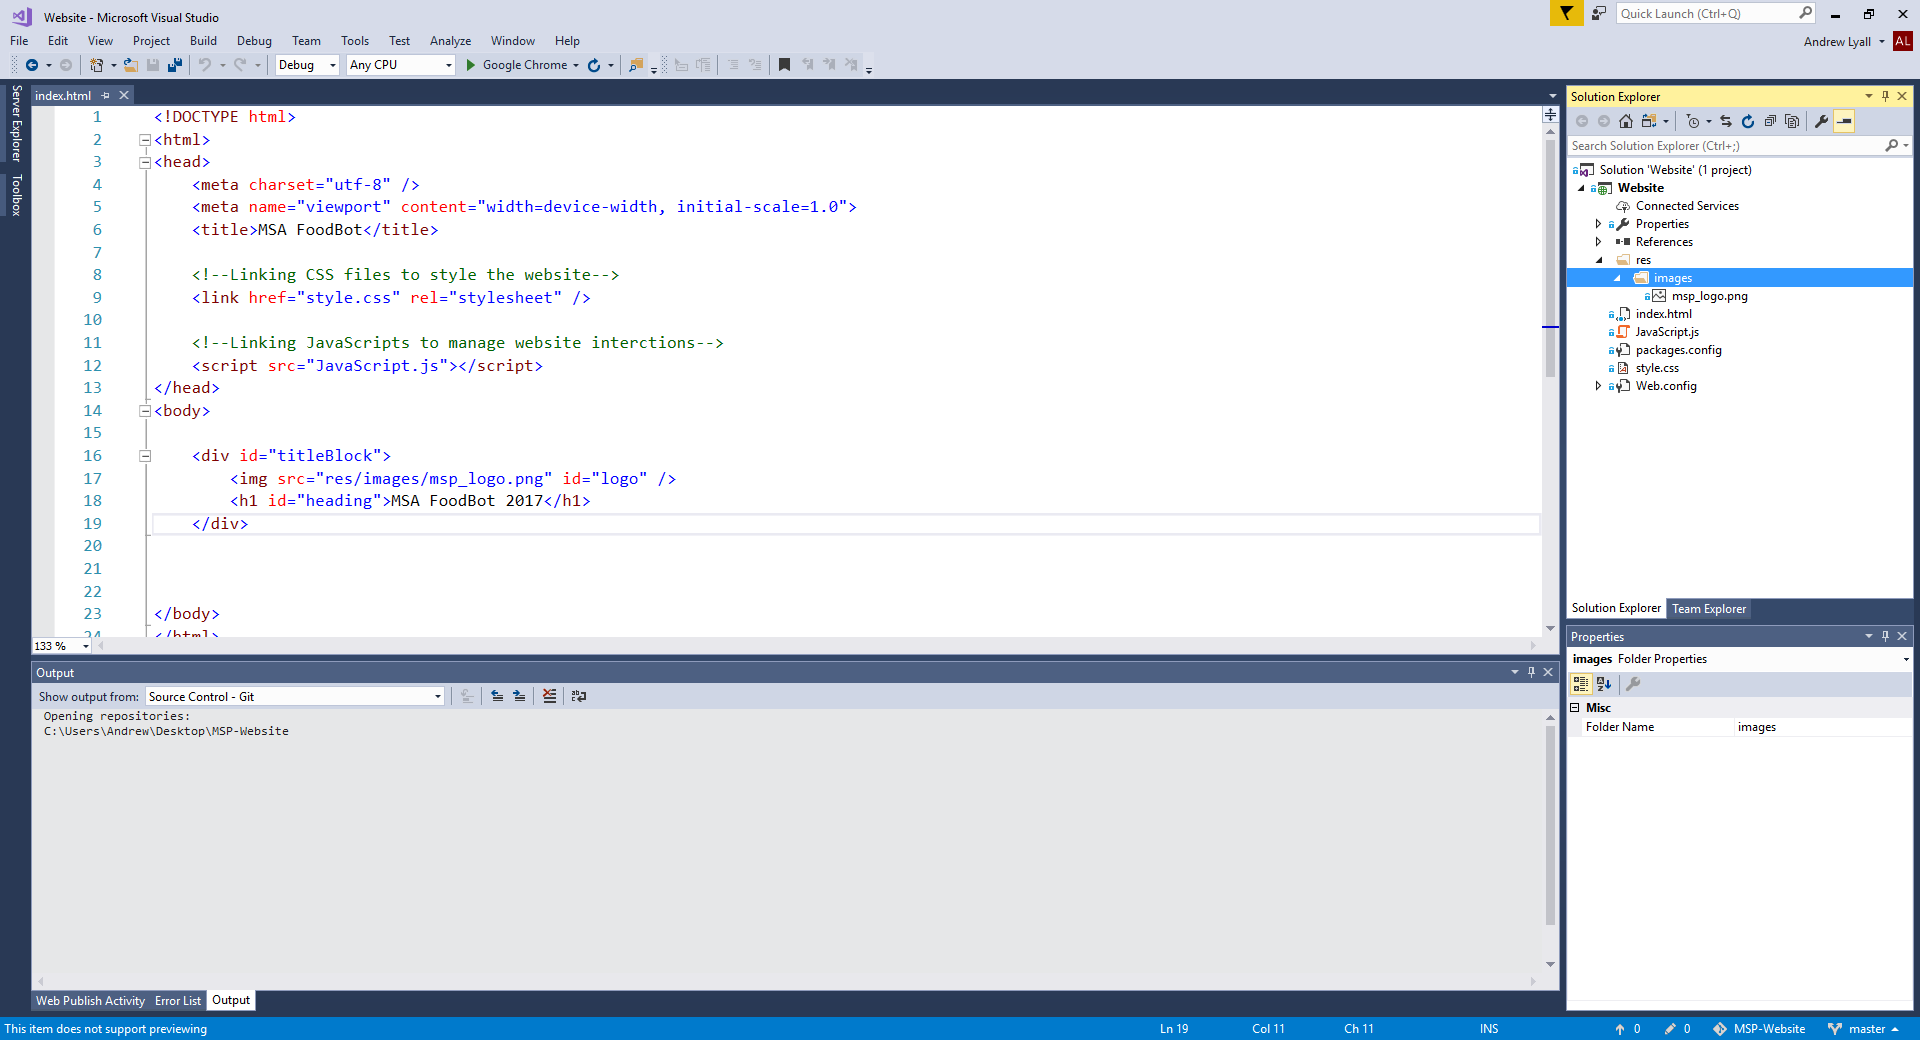 Website - Microsoft Visual Studio
Quick Launch (Ctrl+Q)
File Edit View Project Build Debug Team Tools Test Analyze Window Help
Andrew Lyall AL
Debug Any CPU Google Chrome
Server Explorer
Toolbox
index.html
1 <!DOCTYPE html>
2 <html>
3 <head>
4 <meta charset="utf-8" />
5 <meta name="viewport" content="width=device-width, initial-scale=1.0">
6 <title>MSA FoodBot</title>
7
8 <!--Linking CSS files to style the website-->
9 <link href="style.css" rel="stylesheet" />
10
11 <!--Linking JavaScripts to manage website interctions-->
12 <script src="JavaScript.js"></script>
13 </head>
14 <body>
15
16 <div id="titleBlock">
17 <img src="res/images/msp_logo.png" id="logo" />
18 <h1 id="heading">MSA FoodBot 2017</h1>
19 </div>
20
21
22
23 </body>
24 </html>
133 %
Output
Show output from: Source Control - Git
Opening repositories:
C:\Users\Andrew\Desktop\MSP-Website
Web Publish Activity Error List Output
Solution Explorer
Search Solution Explorer (Ctrl+;)
Solution 'Website' (1 project)
Website
Connected Services
Properties
References
res
images
msp_logo.png
index.html
JavaScript.js
packages.config
style.css
Web.config
Solution Explorer Team Explorer
Properties
images Folder Properties
Misc
Folder Name images
This item does not support previewing Ln 19 Col 11 Ch 11 INS 0 0 MSP-Website master